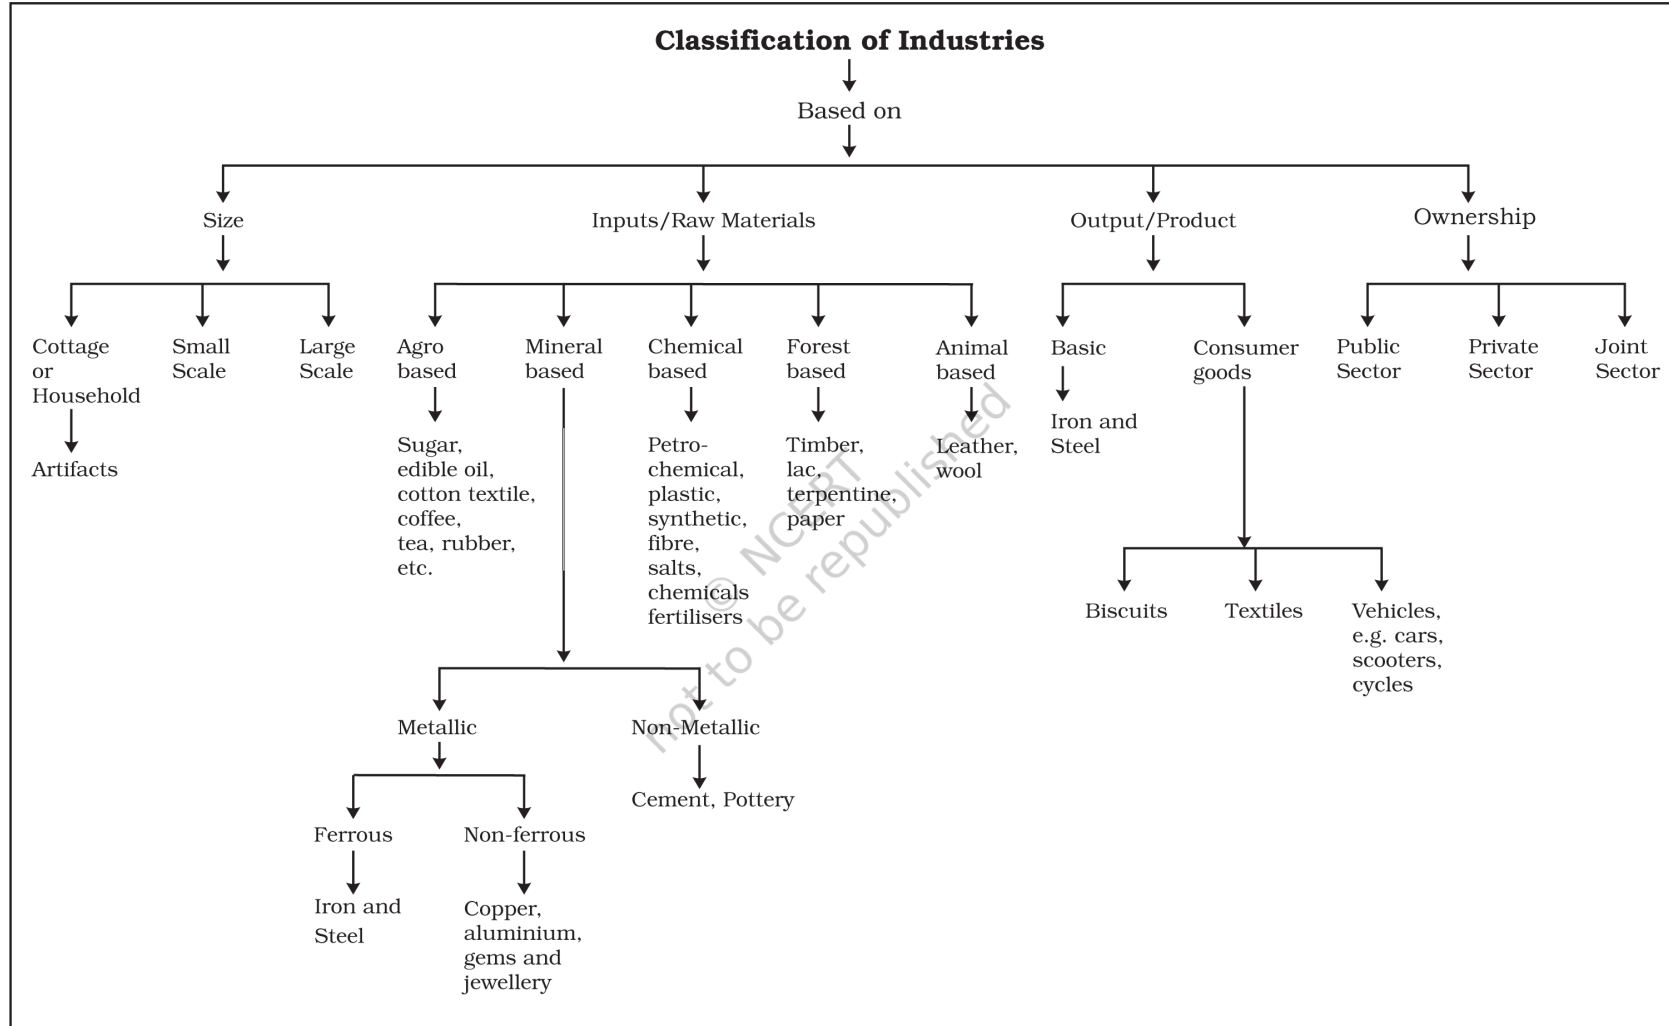 Classification of Industries
Based on
Size
Inputs/Raw Materials
Output/Product
Ownership
Cottage
or
Household
Small
Scale
Large
Scale
Agro
based
Mineral
based
Chemical
based
Forest
based
Animal
based
Basic
Consumer
goods
Public
Sector
Private
Sector
Joint
Sector
Artifacts
Sugar,
edible oil,
cotton textile,
coffee,
tea, rubber,
etc.
Petro-
chemical,
plastic,
synthetic,
fibre,
salts,
chemicals
fertilisers
Timber,
lac,
terpentine,
paper
Leather,
wool
Iron and
Steel
Biscuits
Textiles
Vehicles,
e.g. cars,
scooters,
cycles
Metallic
Non-Metallic
Cement, Pottery
Ferrous
Non-ferrous
Iron and
Steel
Copper,
aluminium,
gems and
jewellery
© NCERT
not to be republished